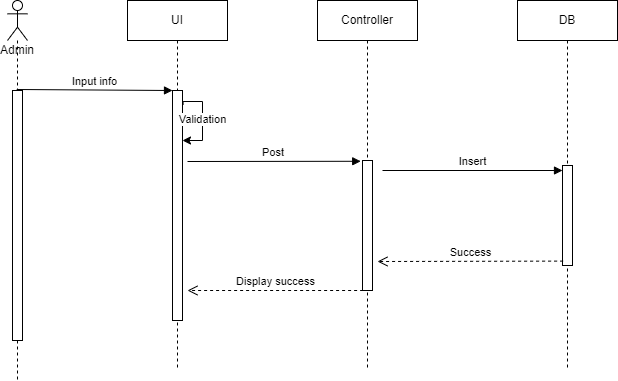 UI
Controller
DB
Admin
Input info
Validation
Post
Insert
Success
Display success